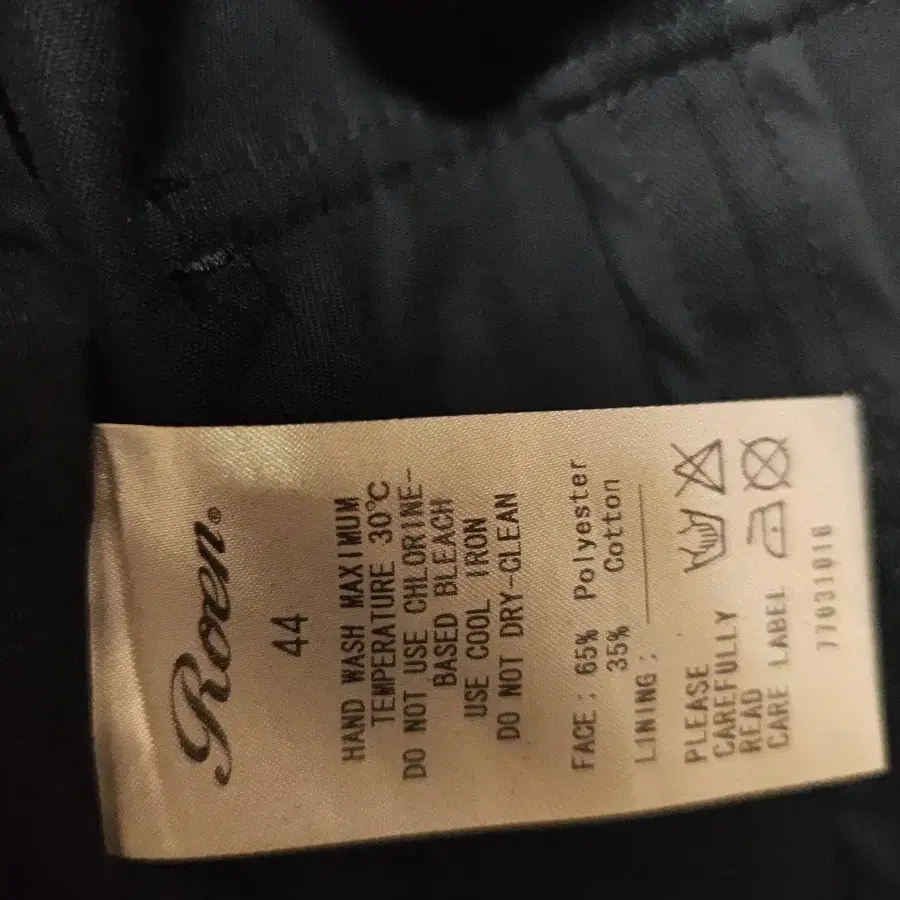 Roen®
44
HAND WASH MAXIMUM
TEMPERATURE 30℃
DO NOT USE CHLORINE-
BASED BLEACH
USE COOL IRON
DO NOT DRY-CLEAN
FACE: 65% Polyester
35% Cotton
LINING:
PLEASE
CAREFULLY
READ
CARE LABEL
77031016